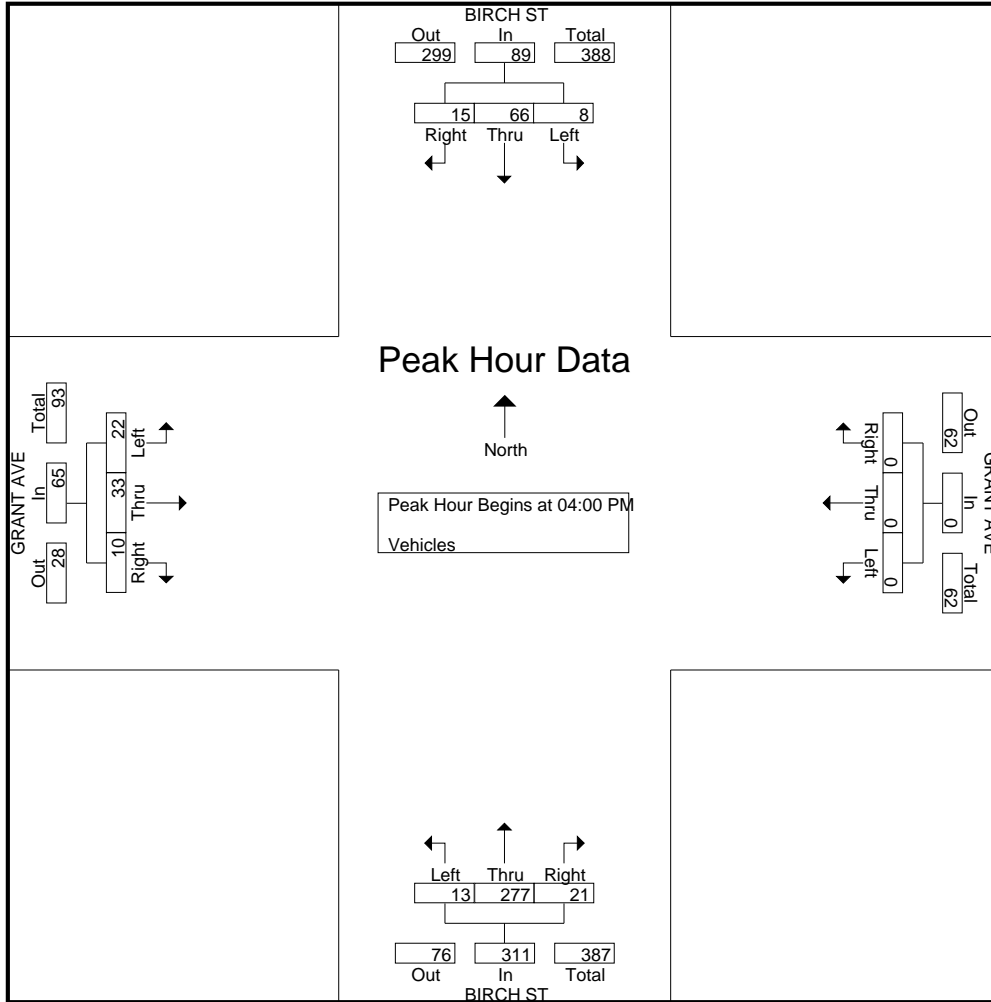 BIRCH ST
Out In Total
299 89 388
15 66 8
Right Thru Left
Peak Hour Data
North
Peak Hour Begins at 04:00 PM
Vehicles
GRANT AVE
Out In Total
28 65 93
10 33 22
Right Thru Left
GRANT AVE
Out In Total
62 0 62
Right Thru Left
0 0 0
Left Thru Right
13 277 21
76 311 387
Out In Total
BIRCH ST